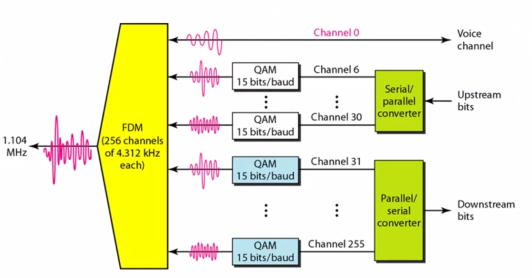 Channel 0
Voice
channel
QAM
15 bits/baud
Channel 6
Serial/
parallel
converter
Upstream
bits
QAM
15 bits/baud
Channel 30
1.104
MHz
FDM
(256 channels
of 4.312 kHz
each)
QAM
15 bits/baud
Channel 31
Parallel/
serial
converter
Downstream
bits
QAM
15 bits/baud
Channel 255